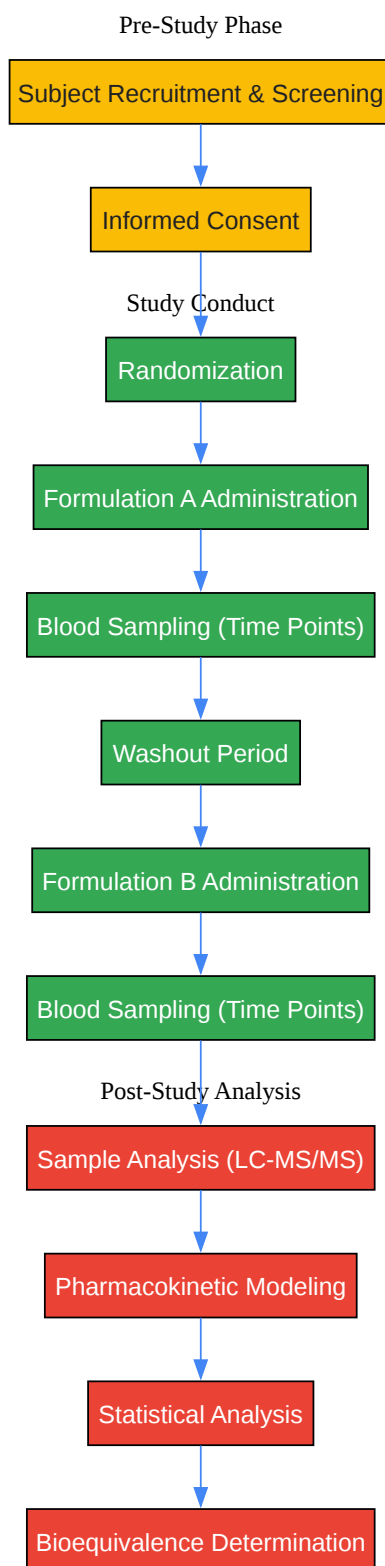 Pre-Study Phase
Subject Recruitment & Screening
Informed Consent
Study Conduct
Randomization
Formulation A Administration
Blood Sampling (Time Points)
Washout Period
Formulation B Administration
Blood Sampling (Time Points)
Post-Study Analysis
Sample Analysis (LC-MS/MS)
Pharmacokinetic Modeling
Statistical Analysis
Bioequivalence Determination